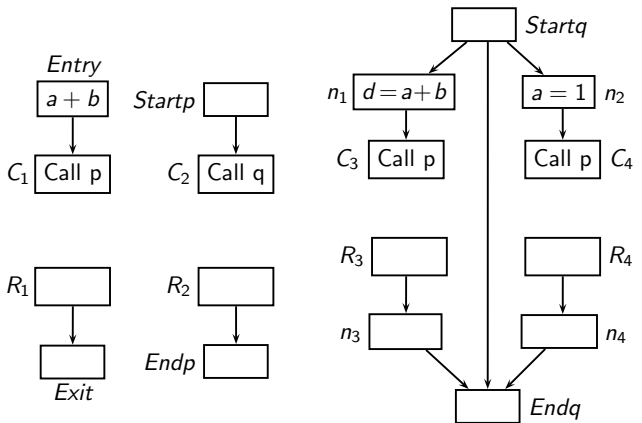 Startq
Entry
a + b
Startp
n1 d = a + b
a = 1 n2
C1 Call p
C2 Call q
C3 Call p
Call p C4
R1
R2
R3
R4
n3
n4
Exit
Endp
Endq